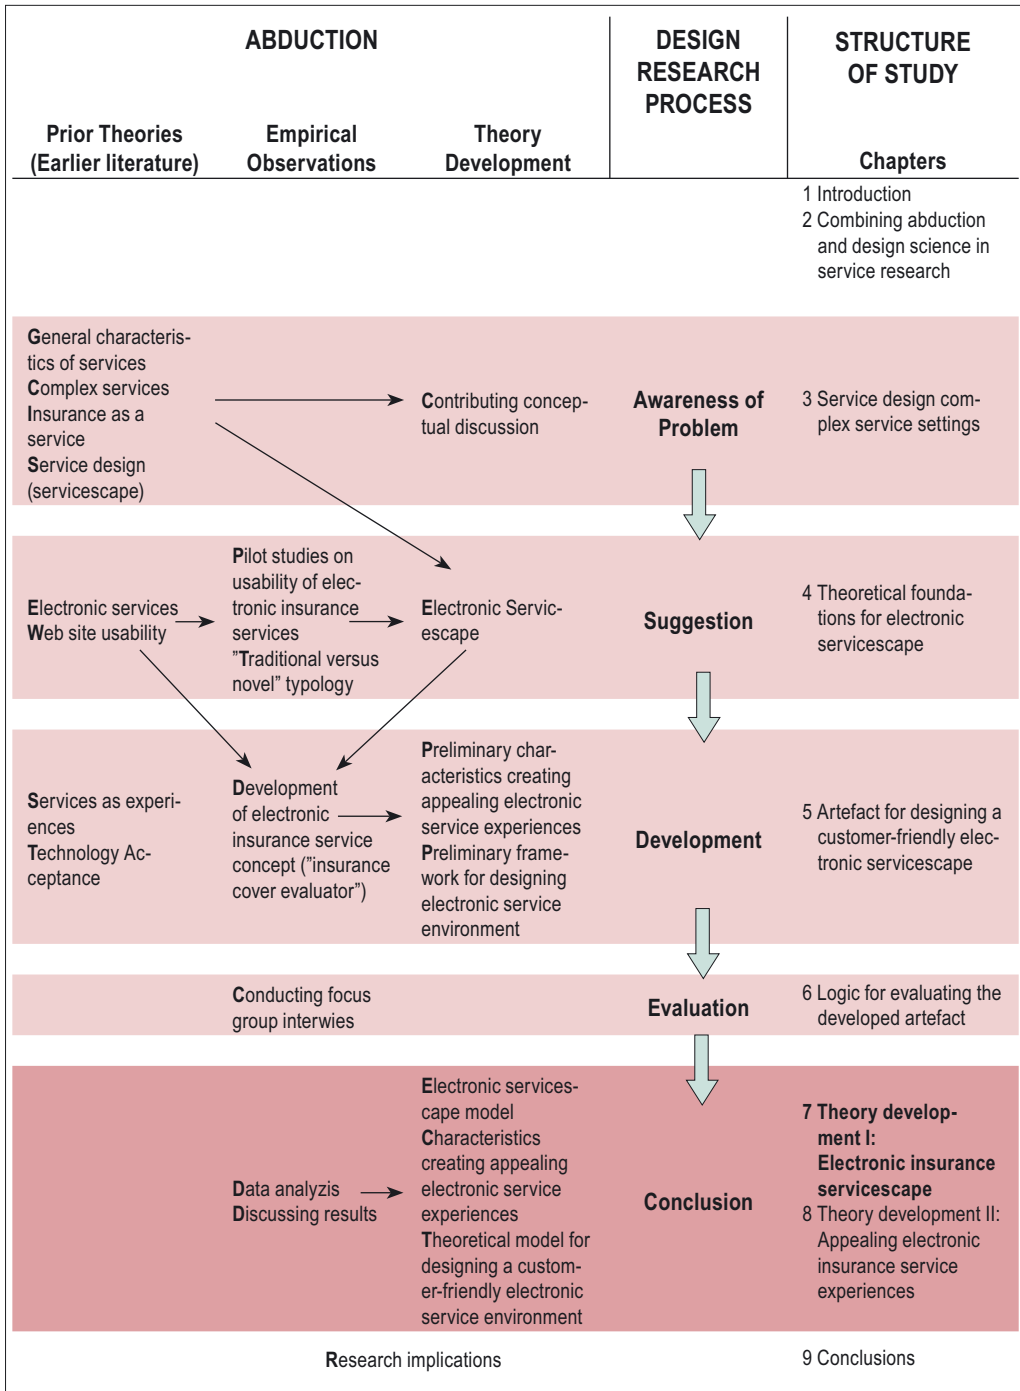 ABDUCTION
DESIGN
RESEARCH
PROCESS
STRUCTURE
OF STUDY
Prior Theories
(Earlier literature)
Empirical
Observations
Theory
Development
Chapters
1 Introduction
2 Combining abduction
and design science in
service research
General characteris-
tics of services
Complex services
Insurance as a
service
Service design
(servicescape)
Contributing concep-
tual discussion
Awareness of
Problem
3 Service design com-
plex service settings
Electronic services
Web site usability
Pilot studies on
usability of elec-
tronic insurance
services
”Traditional versus
novel” typology
Electronic Servic-
escape
Suggestion
4 Theoretical founda-
tions for electronic
servicescape
Services as experi-
ences
Technology Ac-
ceptance
Development
of electronic
insurance service
concept (”insurance
cover evaluator”)
Preliminary char-
acteristics creating
appealing electronic
service experiences
Preliminary frame-
work for designing
electronic service
environment
Development
5 Artefact for designing a
customer-friendly elec-
tronic servicescape
Conducting focus
group interwies
Evaluation
6 Logic for evaluating the
developed artefact
Data analyzis
Discussing results
Electronic services-
cape model
Characteristics
creating appealing
electronic service
experiences
Theoretical model for
designing a custom-
er-friendly electronic
service environment
Conclusion
7 Theory develop-
ment I:
Electronic insurance
servicescape
8 Theory development II:
Appealing electronic
insurance service
experiences
Research implications
9 Conclusions